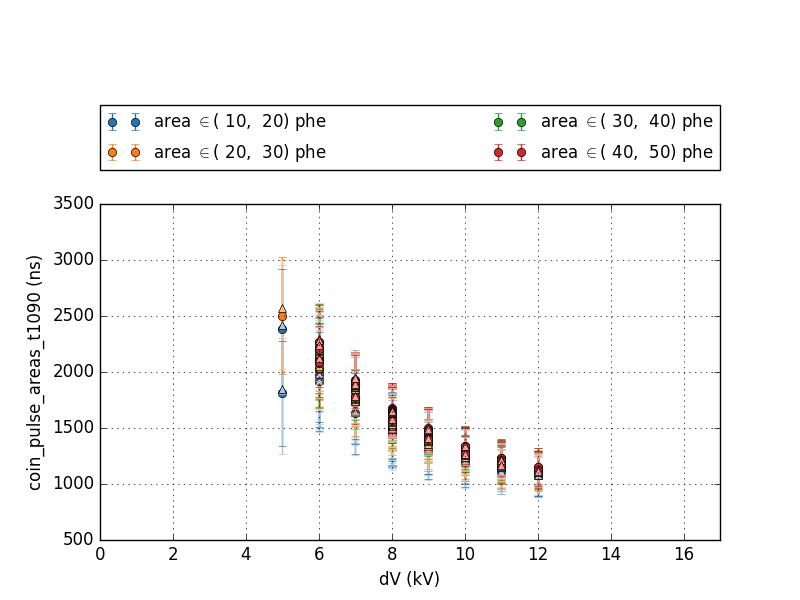 area ∈( 10,  20) phe
area ∈( 30,  40) phe
area ∈( 20,  30) phe
area ∈( 40,  50) phe
3500
3000
2500
2000
1500
1000
500
coin_pulse_areas_t1090 (ns)
0 2 4 6 8 10 12 14 16
dV (kV)